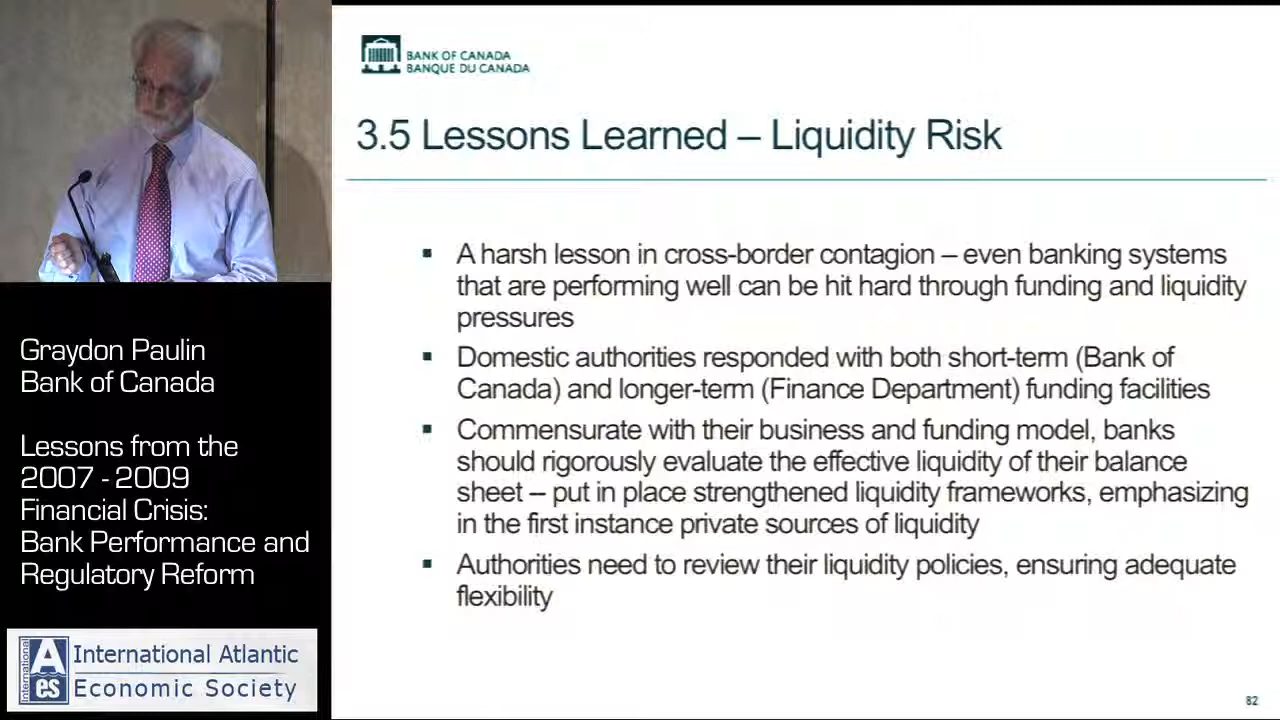 BANK OF CANADA
BANQUE DU CANADA
3.5 Lessons Learned – Liquidity Risk
▪ A harsh lesson in cross-border contagion – even banking systems
that are performing well can be hit hard through funding and liquidity
pressures
▪ Domestic authorities responded with both short-term (Bank of
Canada) and longer-term (Finance Department) funding facilities
▪ Commensurate with their business and funding model, banks
should rigorously evaluate the effective liquidity of their balance
sheet – put in place strengthened liquidity frameworks, emphasizing
in the first instance private sources of liquidity
▪ Authorities need to review their liquidity policies, ensuring adequate
flexibility
82
Graydon Paulin
Bank of Canada
Lessons from the
2007 - 2009
Financial Crisis:
Bank Performance and
Regulatory Reform
International
A
es
International Atlantic
Economic Society